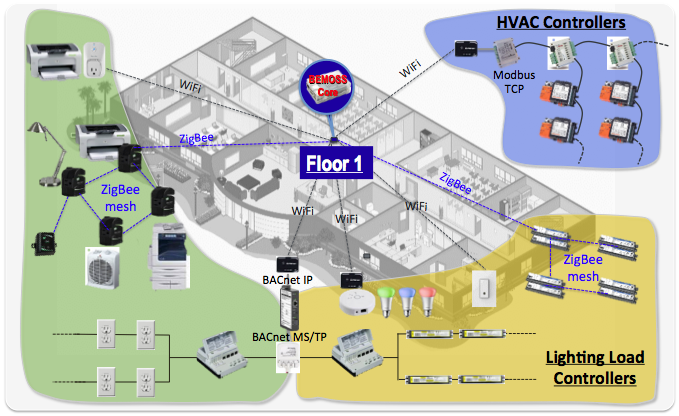 HVAC Controllers
WiFi
WiFi
Modbus
TCP
BEMOSS
Core
ZigBee
Floor 1
ZigBee
ZigBee
mesh
WiFi
WiFi
WiFi
ZigBee
mesh
BACnet IP
BACnet MS/TP
Lighting Load
Controllers